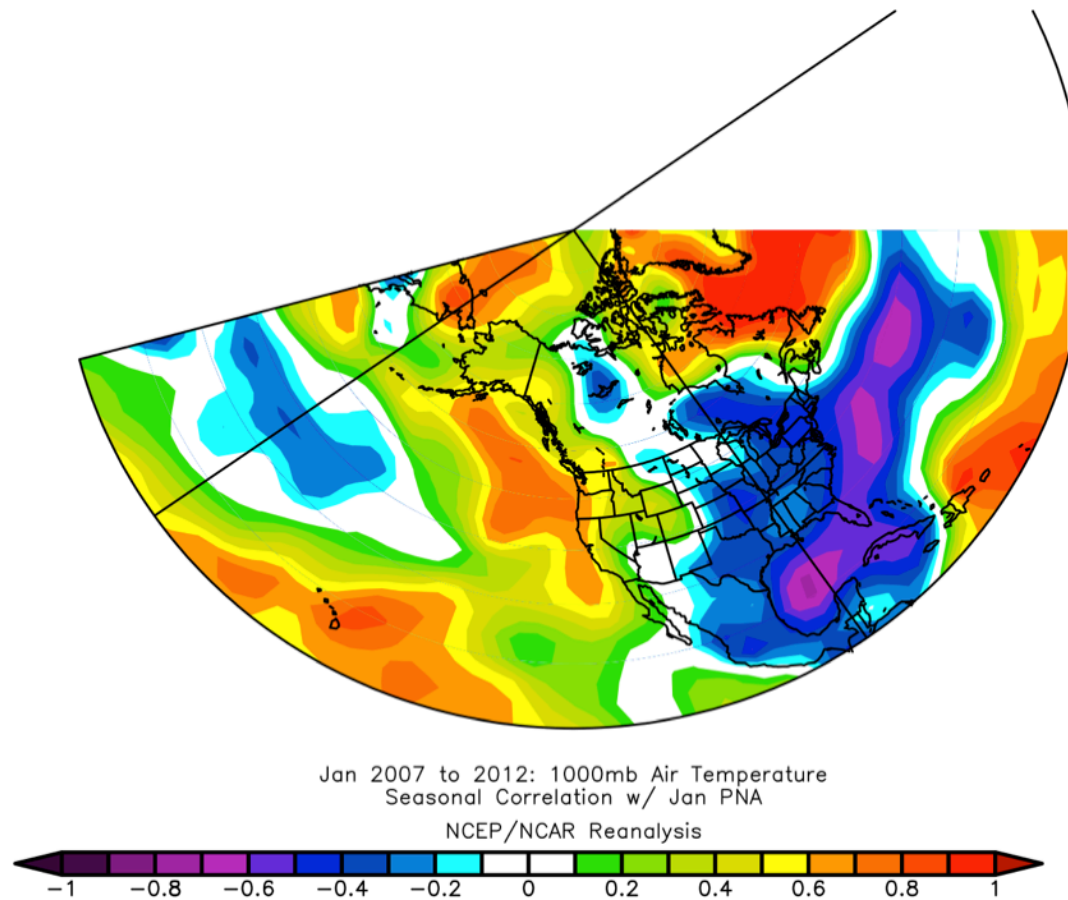 Jan 2007 to 2012: 1000mb Air Temperature
Seasonal Correlation w/ Jan PNA
NCEP/NCAR Reanalysis
-1 -0.8 -0.6 -0.4 -0.2 0 0.2 0.4 0.6 0.8 1